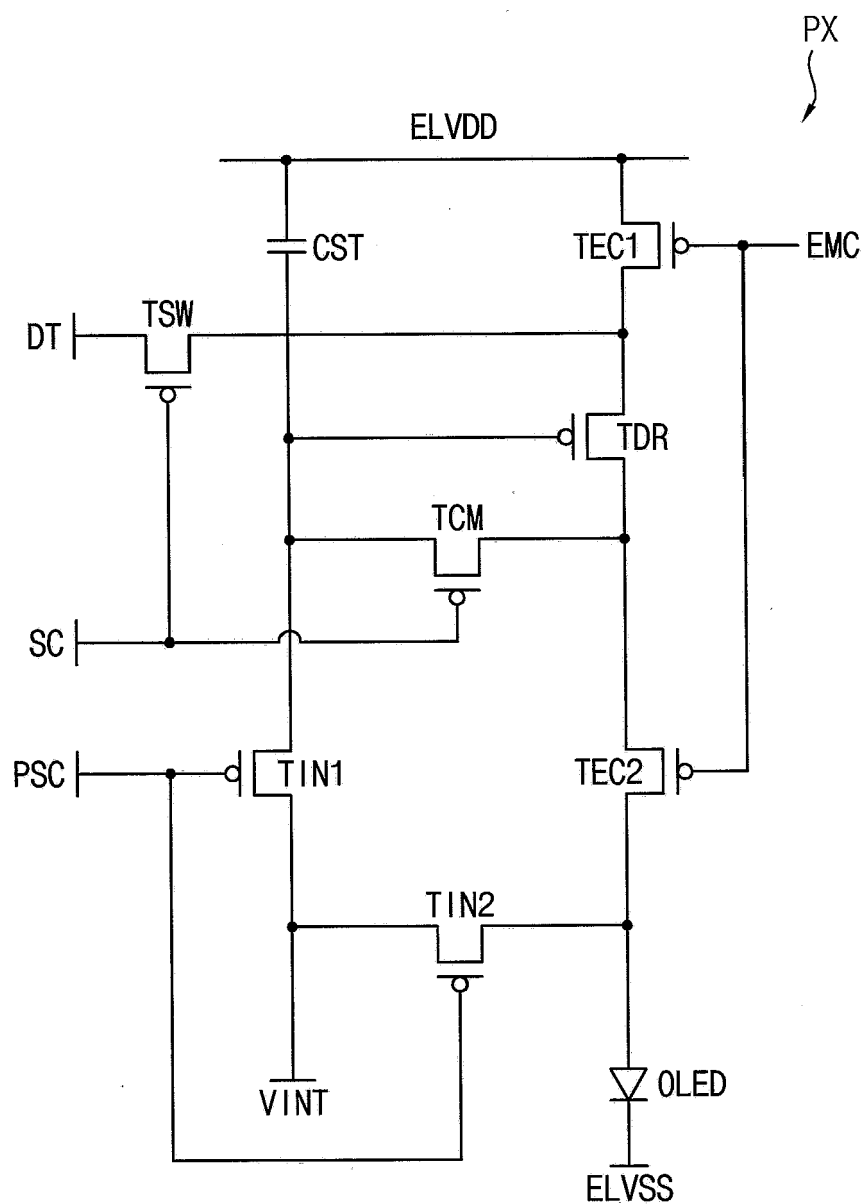 PX
ELVDD
CST
TEC1
EMC
TSW
DT
TDR
TCM
SC
PSC
TIN1
TEC2
TIN2
VINT
OLED
ELVSS